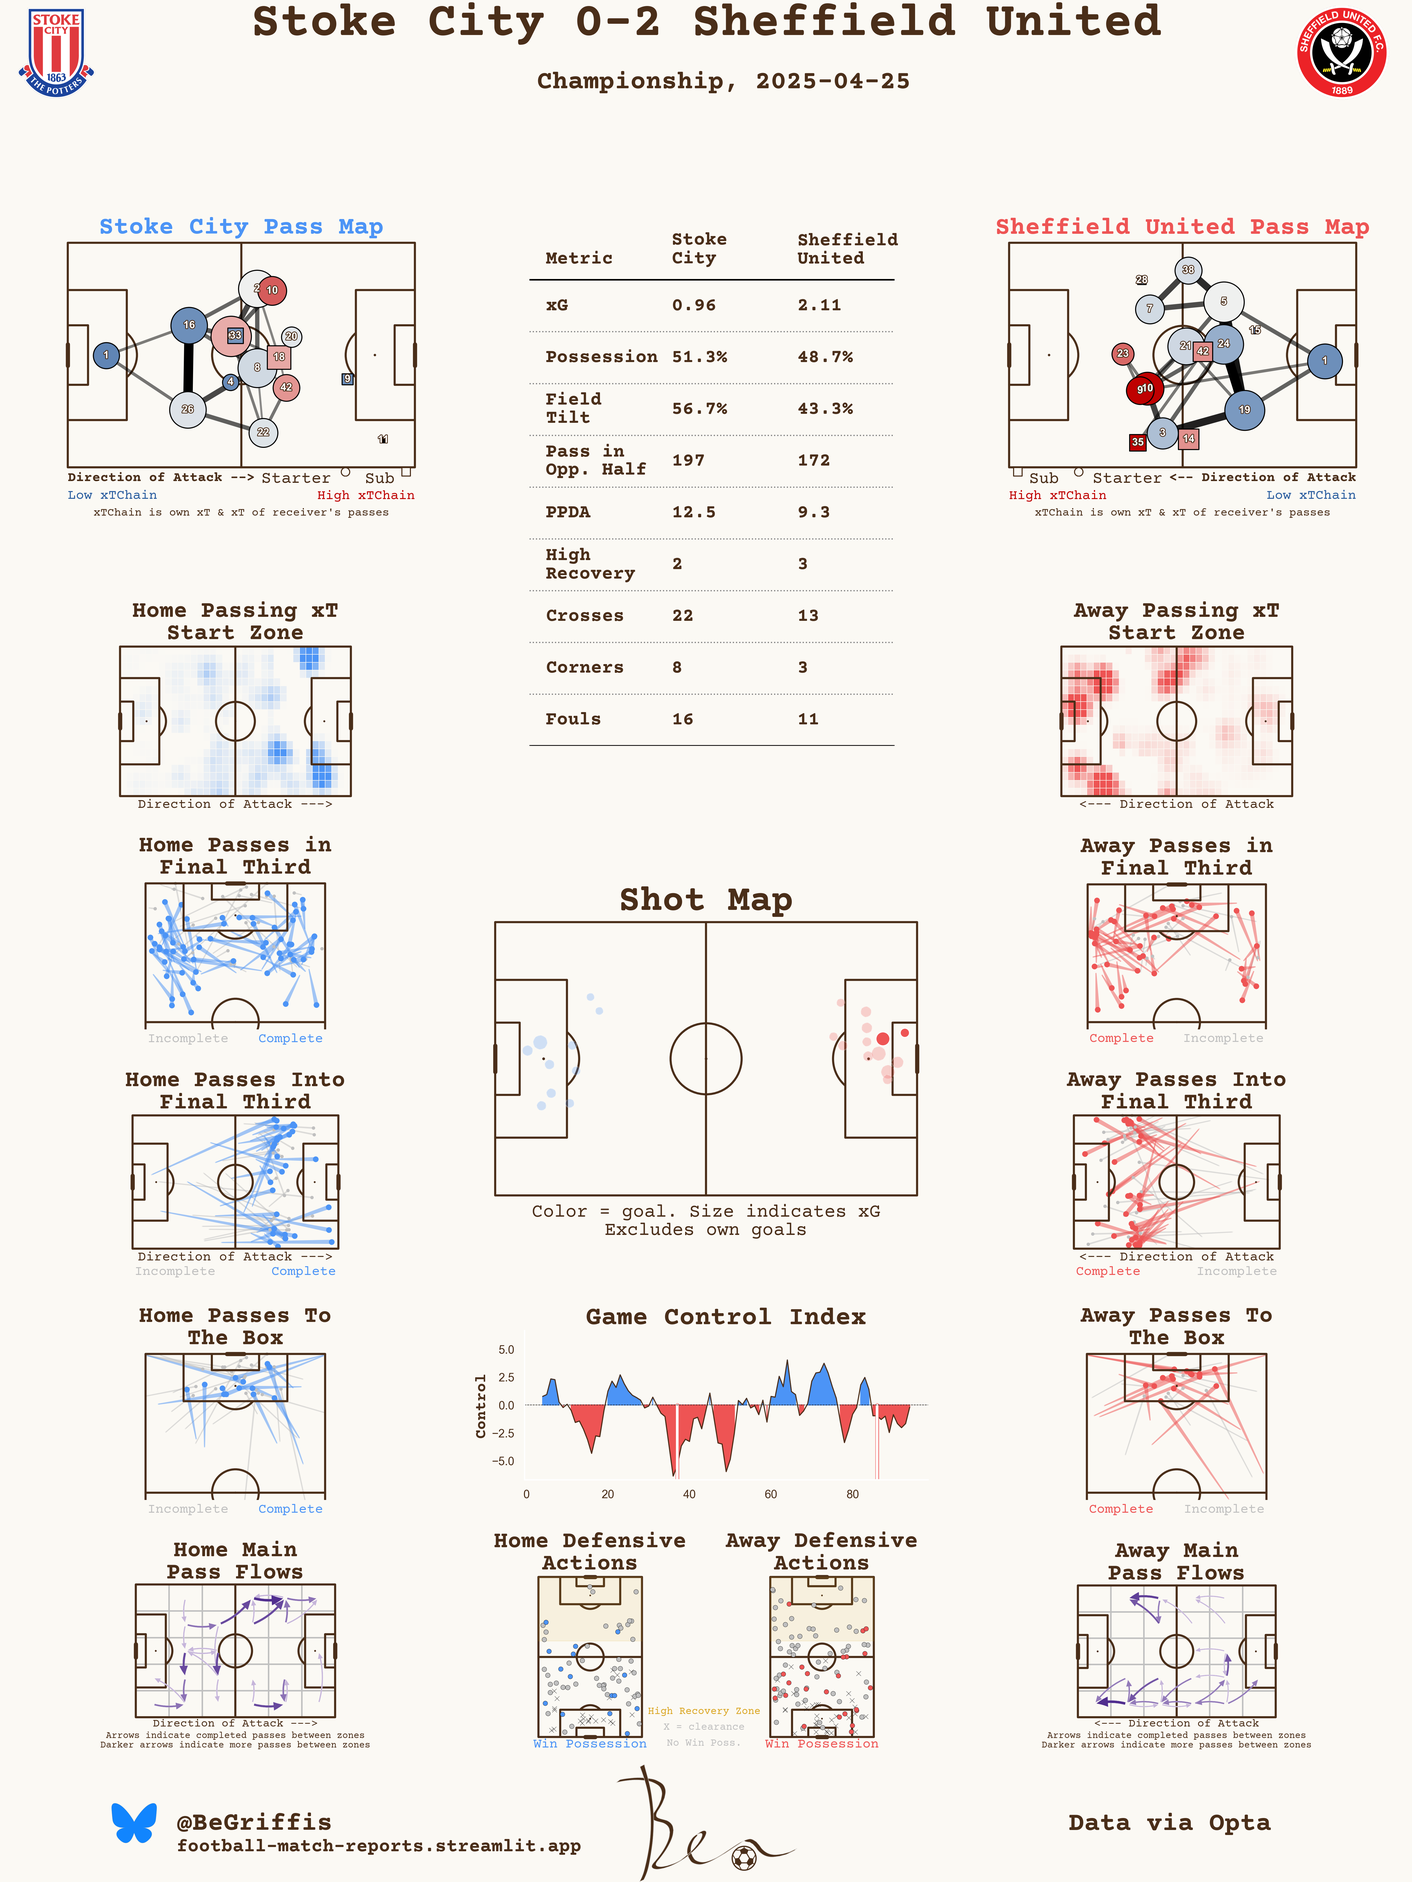 Stoke City 0-2 Sheffield United
Championship, 2025-04-25
STOKE
CITY
1863
THE POTTERS
SHEFFIELD UNITED F.C.
1889
Stoke City Pass Map
16
10
1
33
20
18
8
4
42
9
26
22
11
Direction of Attack --> Starter Sub
Low xTChain High xTChain
xTChain is own xT & xT of receiver's passes
Metric Stoke City Sheffield United
xG 0.96 2.11
Possession 51.3% 48.7%
Field Tilt 56.7% 43.3%
Pass in Opp. Half 197 172
PPDA 12.5 9.3
High Recovery 2 3
Crosses 22 13
Corners 8 3
Fouls 16 11
Sheffield United Pass Map
38
28
7
5
15
21
42
24
23
1
9
10
19
3
35
14
Sub Starter <-- Direction of Attack
High xTChain Low xTChain
xTChain is own xT & xT of receiver's passes
Home Passing xT
Start Zone
Direction of Attack --->
Away Passing xT
Start Zone
<--- Direction of Attack
Home Passes in
Final Third
Incomplete Complete
Away Passes in
Final Third
Complete Incomplete
Shot Map
Color = goal. Size indicates xG
Excludes own goals
Home Passes Into
Final Third
Direction of Attack --->
Incomplete Complete
Away Passes Into
Final Third
<--- Direction of Attack
Complete Incomplete
Home Passes To
The Box
Incomplete Complete
Game Control Index
Control
5.0
2.5
0.0
−2.5
−5.0
0 20 40 60 80
Away Passes To
The Box
Complete Incomplete
Home Main
Pass Flows
Direction of Attack --->
Arrows indicate completed passes between zones
Darker arrows indicate more passes between zones
Home Defensive
Actions
Win Possession
High Recovery Zone
X = clearance
No Win Poss.
Away Defensive
Actions
Win Possession
Away Main
Pass Flows
<--- Direction of Attack
Arrows indicate completed passes between zones
Darker arrows indicate more passes between zones
@BeGriffis
football-match-reports.streamlit.app
Ben
Data via Opta